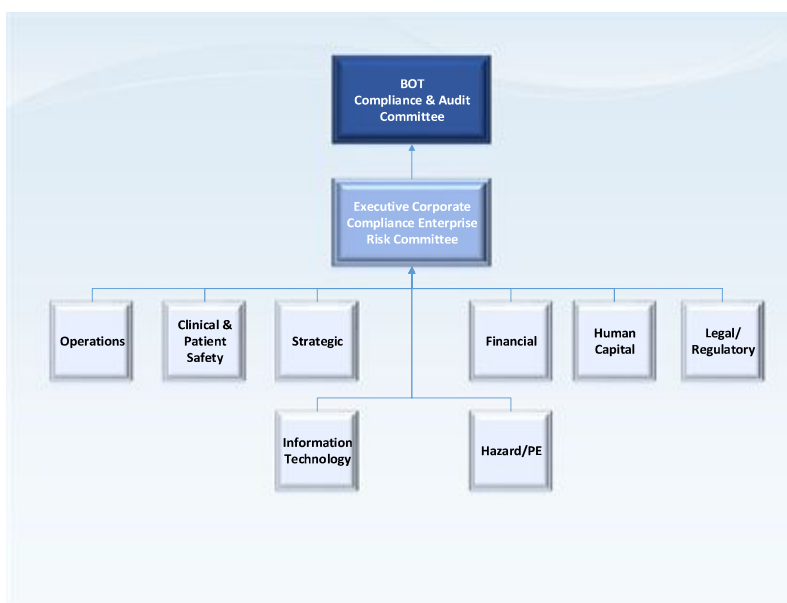 BOT
Compliance & Audit
Committee
Executive Corporate
Compliance Enterprise
Risk Committee
Operations
Clinical &
Patient
Safety
Strategic
Financial
Human
Capital
Legal/
Regulatory
Information
Technology
Hazard/PE